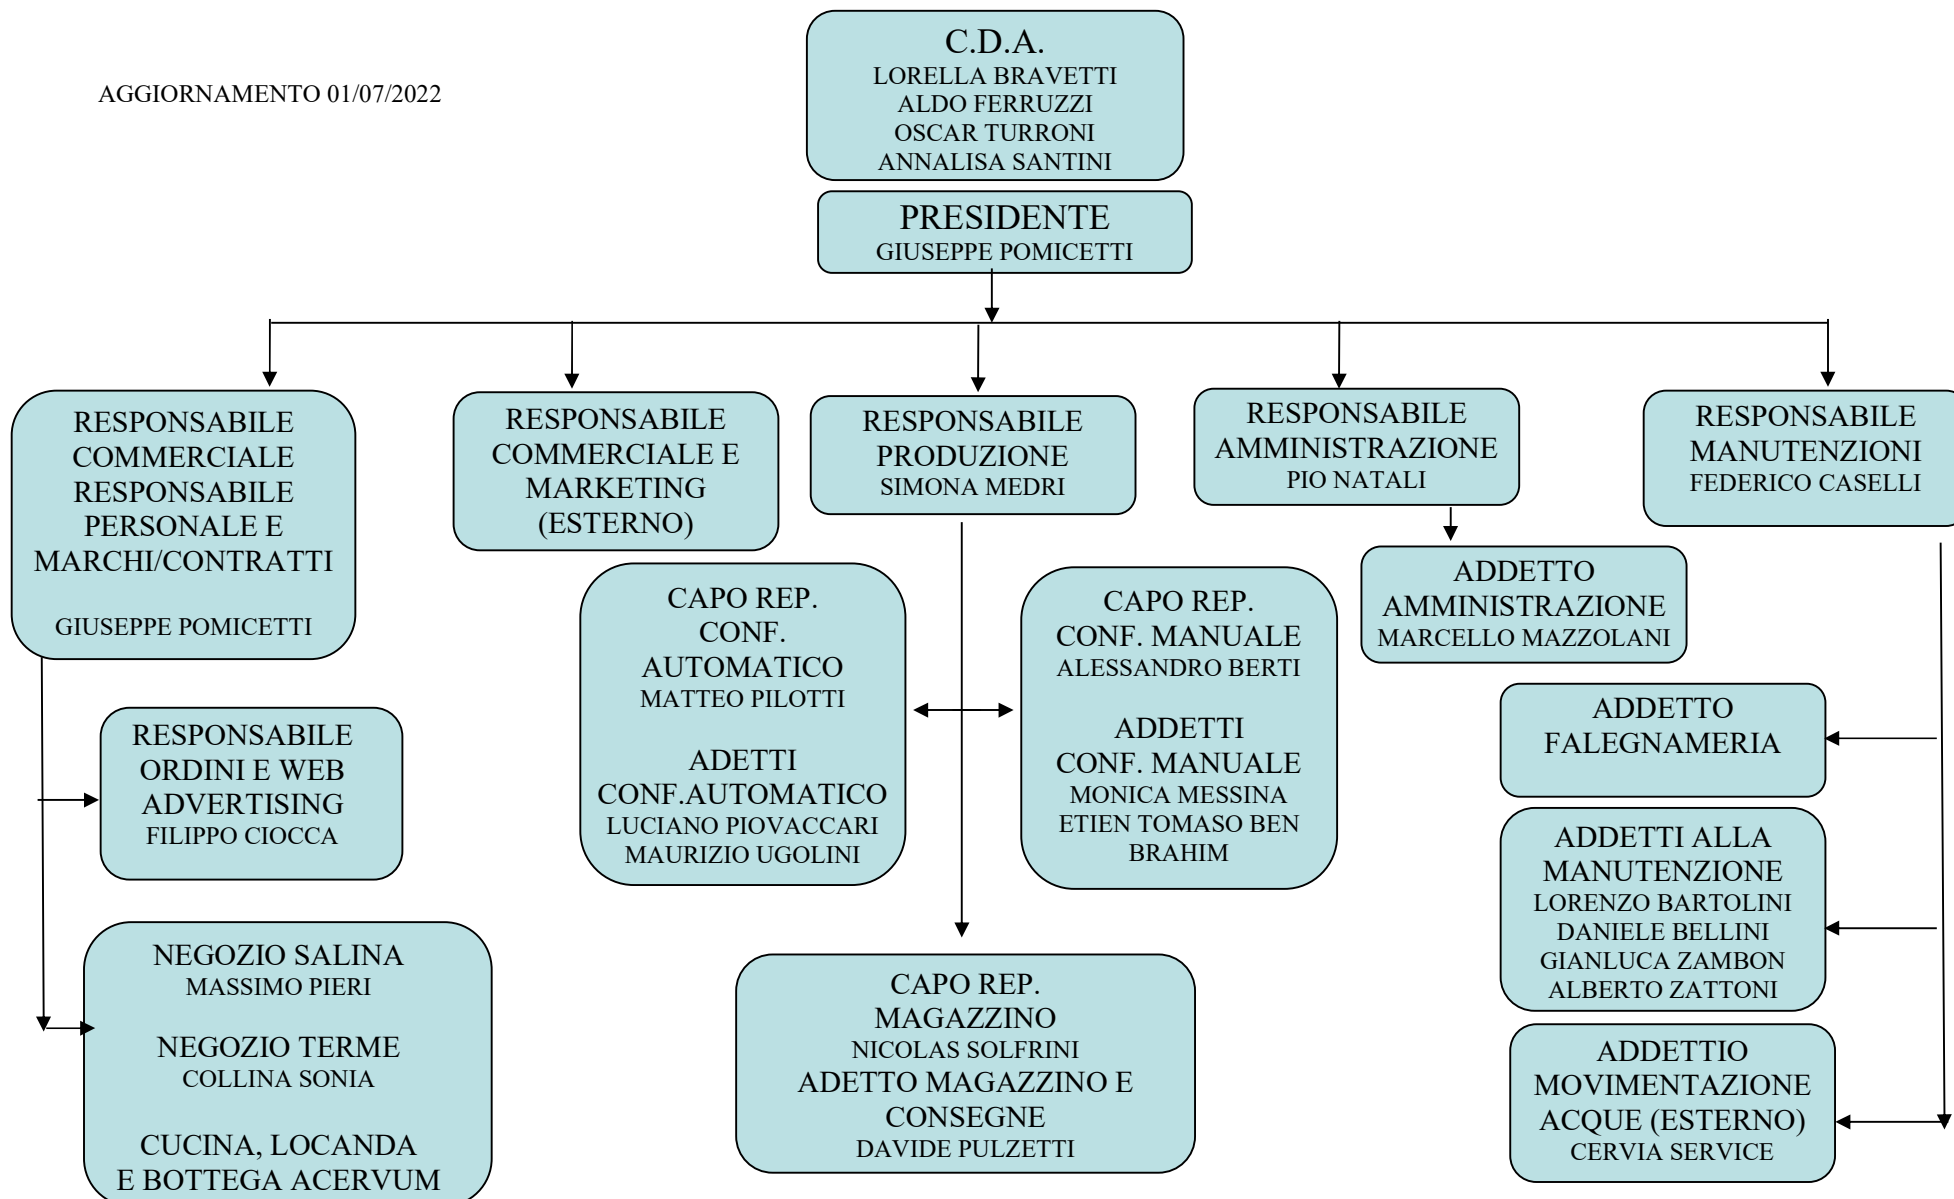 AGGIORNAMENTO 01/07/2022
C.D.A.
LORELLA BRAVETTI
ALDO FERRUZZI
OSCAR TURRONI
ANNALISA SANTINI
PRESIDENTE
GIUSEPPE POMICETTI
RESPONSABILE
COMMERCIALE
RESPONSABILE
PERSONALE E
MARCHI/CONTRATTI
GIUSEPPE POMICETTI
RESPONSABILE
COMMERCIALE E
MARKETING
(ESTERNO)
RESPONSABILE
PRODUZIONE
SIMONA MEDRI
RESPONSABILE
AMMINISTRAZIONE
PIO NATALI
RESPONSABILE
MANUTENZIONI
FEDERICO CASELLI
CAPO REP.
CONF.
AUTOMATICO
MATTEO PILOTTI
ADETTI
CONF.AUTOMATICO
LUCIANO PIOVACCARI
MAURIZIO UGOLINI
CAPO REP.
CONF. MANUALE
ALESSANDRO BERTI
ADDETTI
CONF. MANUALE
MONICA MESSINA
ETIEN TOMASO BEN
BRAHIM
ADDETTO
AMMINISTRAZIONE
MARCELLO MAZZOLANI
RESPONSABILE
ORDINI E WEB
ADVERTISING
FILIPPO CIOCCA
ADDETTO
FALEGNAMERIA
ADDETTI ALLA
MANUTENZIONE
LORENZO BARTOLINI
DANIELE BELLINI
GIANLUCA ZAMBON
ALBERTO ZATTONI
NEGOZIO SALINA
MASSIMO PIERI
NEGOZIO TERME
COLLINA SONIA
CUCINA, LOCANDA
E BOTTEGA ACERVUM
CAPO REP.
MAGAZZINO
NICOLAS SOLFRINI
ADETTO MAGAZZINO E
CONSEGNE
DAVIDE PULZETTI
ADDETTIO
MOVIMENTAZIONE
ACQUE (ESTERNO)
CERVIA SERVICE